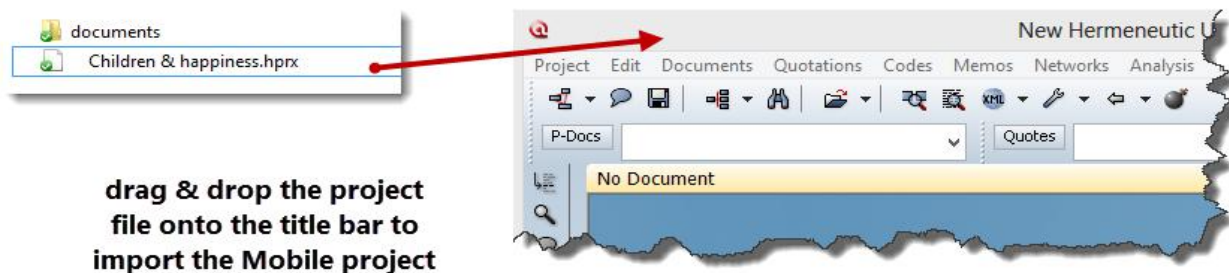 documents
Children & happiness.hprx
drag & drop the project
file onto the title bar to
import the Mobile project
New Hermeneutic U
Project Edit Documents Quotations Codes Memos Networks Analysis
XML
P-Docs Quotes
No Document